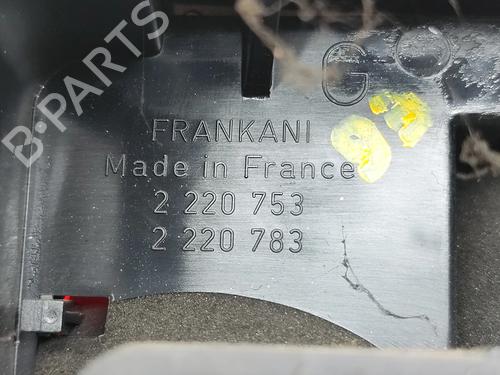 B-PARTS
G
FRANKANI
Made in France
2 220 753
2 220 783